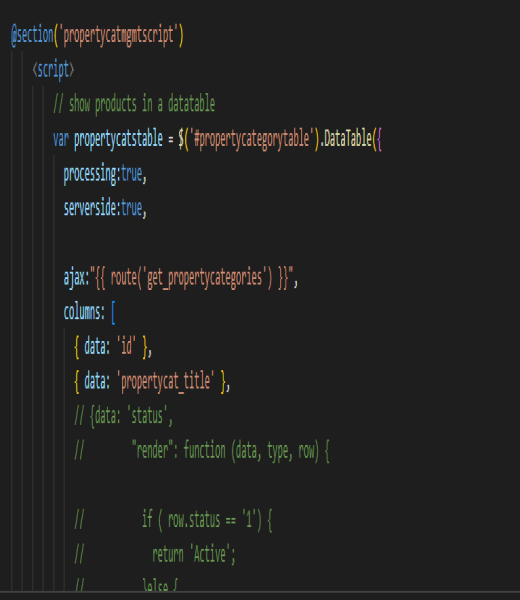 @section('propertycatmgmtscript')
<script>
// show products in a datatable
var propertycatstable = $('#propertycategorytable').DataTable({
processing:true,
serverside:true,
ajax:"{{ route('get_propertycategories') }}",
columns: [
{ data: 'id' },
{ data: 'propertycat_title' },
// {data: 'status',
// "render": function (data, type, row) {
// if ( row.status == '1') {
// return 'Active';
// }else {